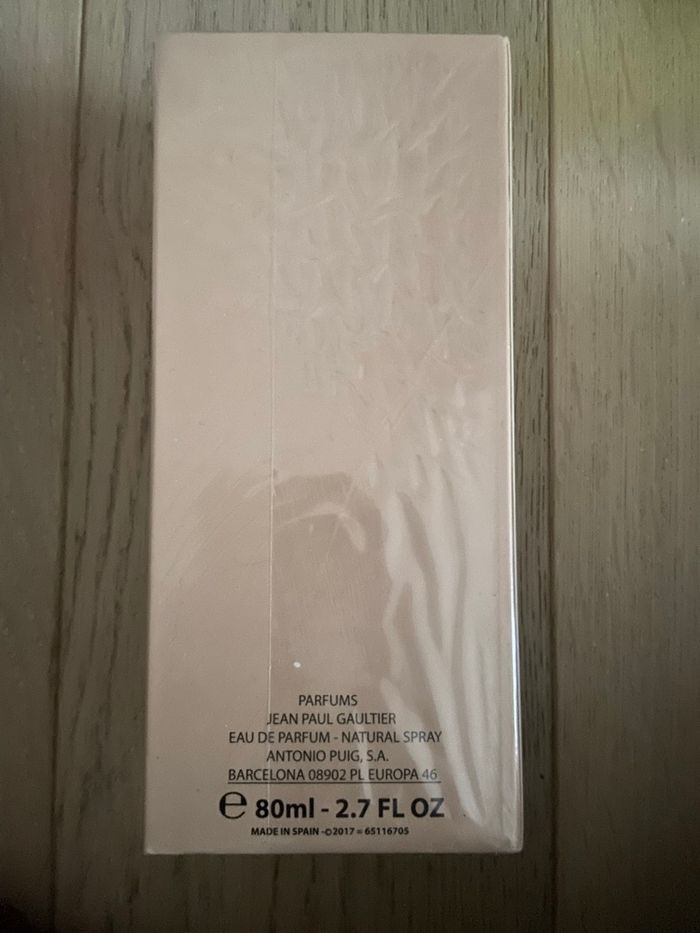 PARFUMS
JEAN PAUL GAULTIER
EAU DE PARFUM - NATURAL SPRAY
ANTONIO PUIG, S.A.
BARCELONA 08902 PL EUROPA 46
℮ 80ml - 2.7 FL OZ
MADE IN SPAIN -©2017 = 65116705